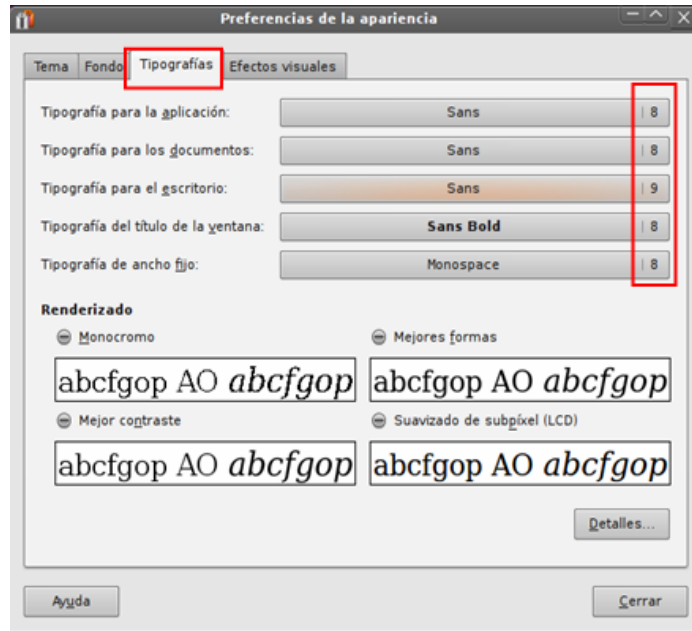 Preferencias de la apariencia
Tema Fondo Tipografías Efectos visuales
Tipografía para la aplicación: Sans 8
Tipografía para los documentos: Sans 8
Tipografía para el escritorio: Sans 9
Tipografía del título de la ventana: Sans Bold 8
Tipografía de ancho fijo: Monospace 8
Renderizado
Monocromo Mejores formas
abcfgop AO abcfgop abcfgop AO abcfgop
Mejor contraste Suavizado de subpíxel (LCD)
abcfgop AO abcfgop abcfgop AO abcfgop
Detalles...
Ayuda Cerrar